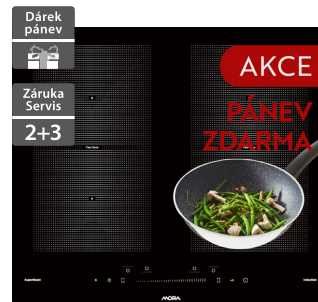 Dárek
pánev
AKCE
Záruka
Servis
2+3
PÁNEV
ZDARMA
MORA